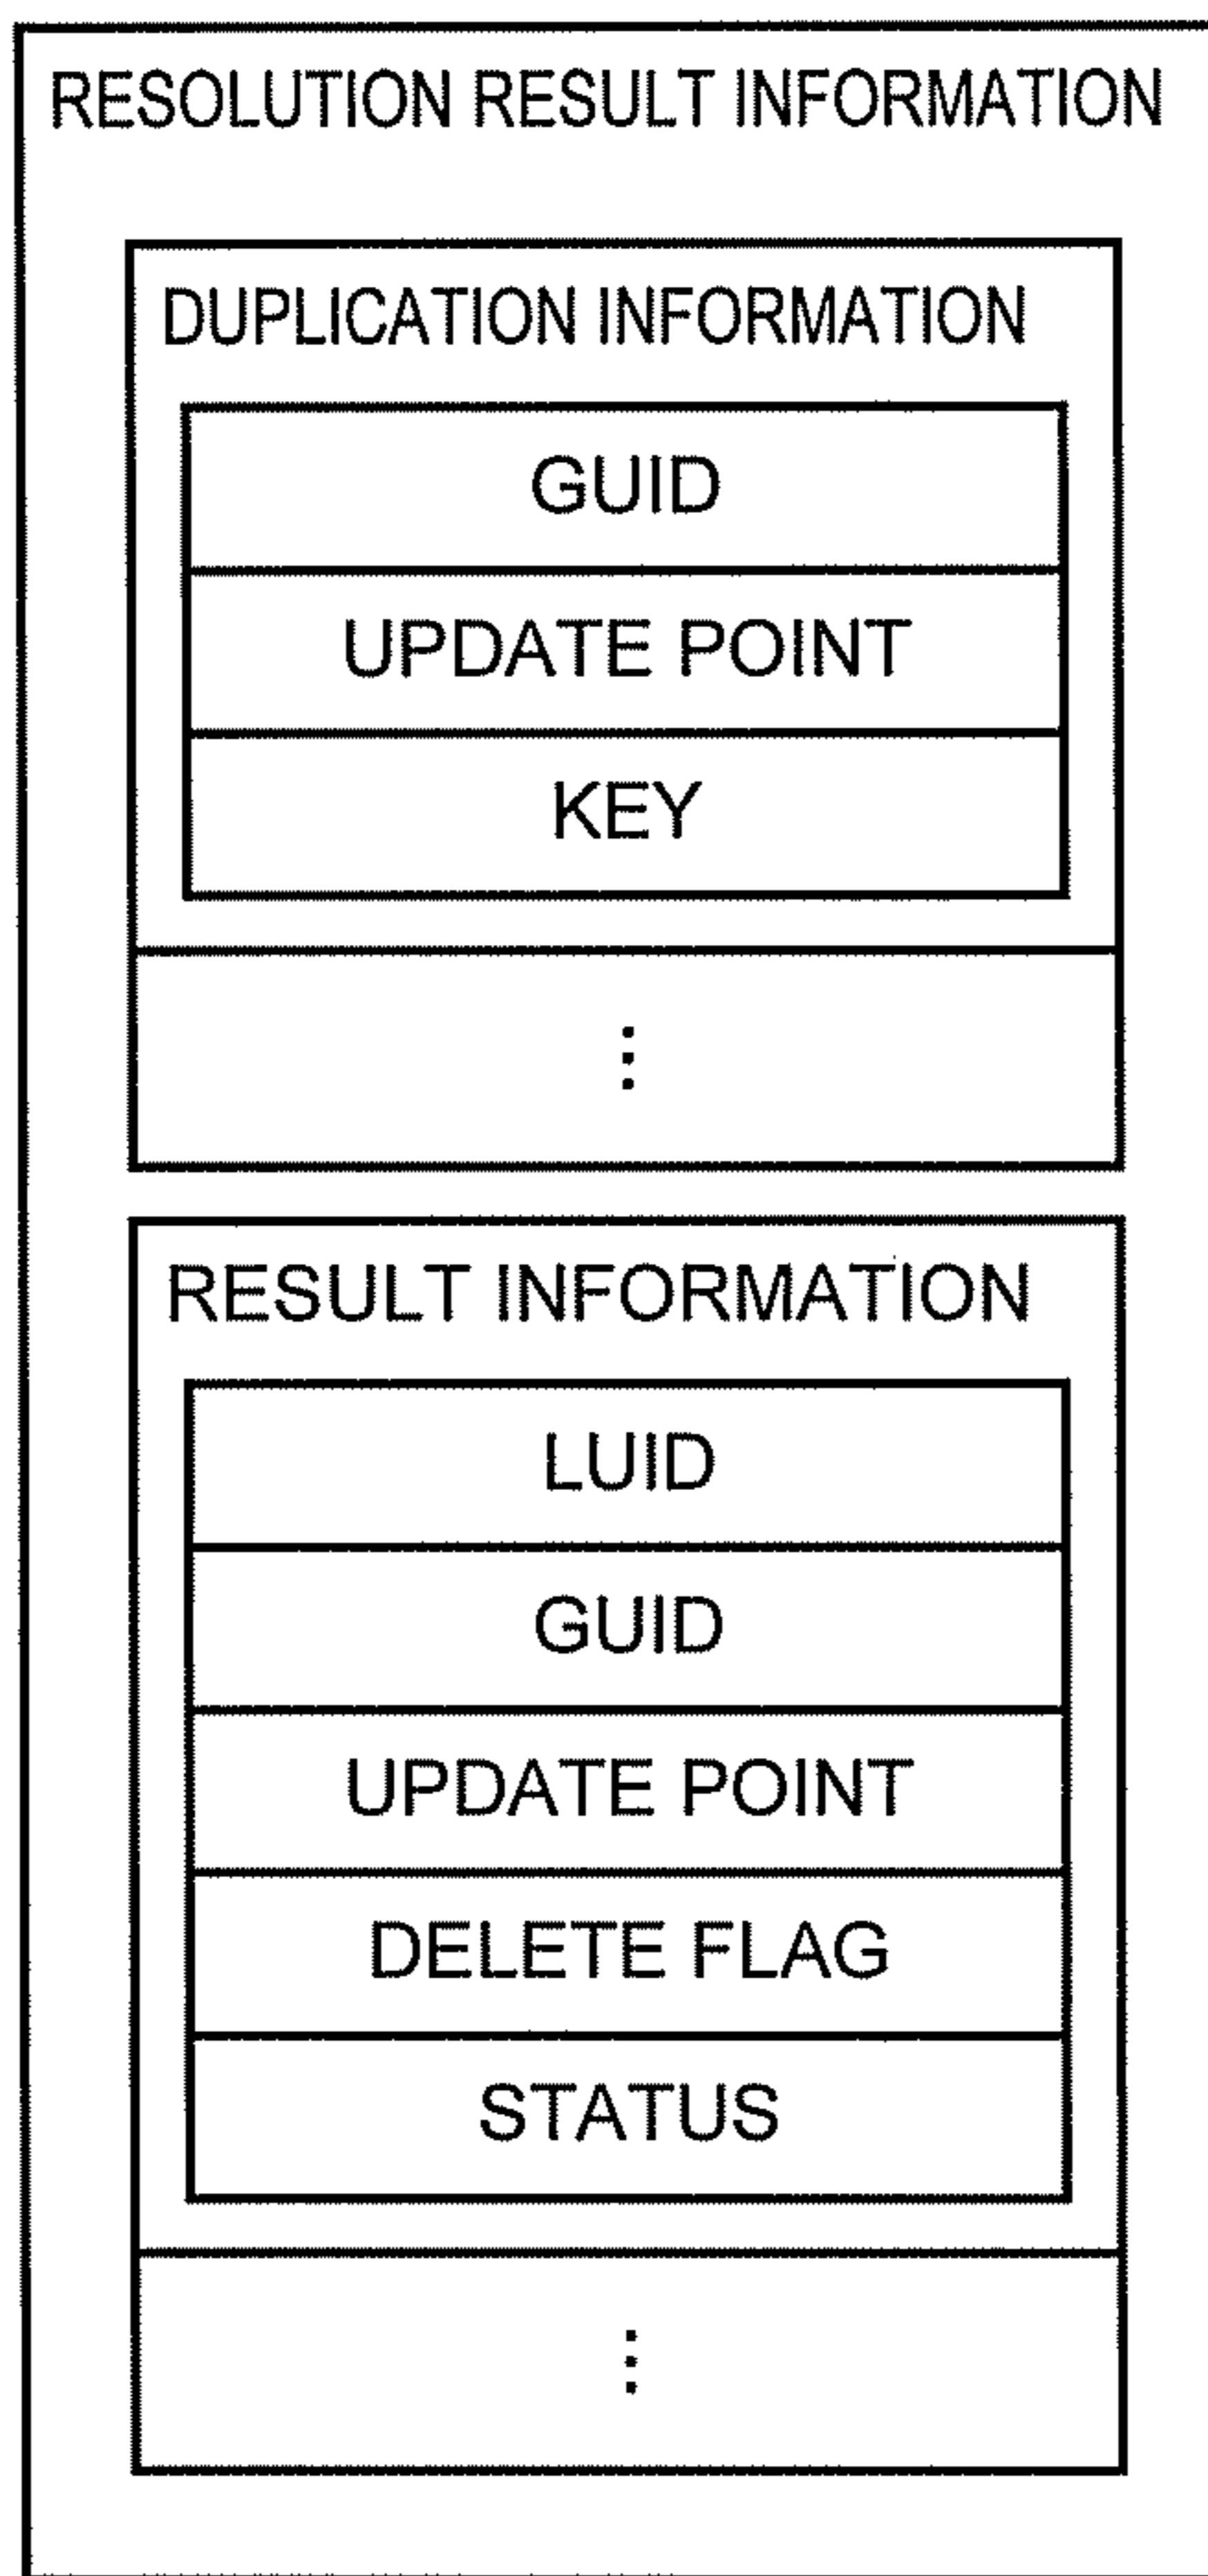 RESOLUTION RESULT INFORMATION
DUPLICATION INFORMATION
GUID
UPDATE POINT
KEY
⋮
RESULT INFORMATION
LUID
GUID
UPDATE POINT
DELETE FLAG
STATUS
⋮